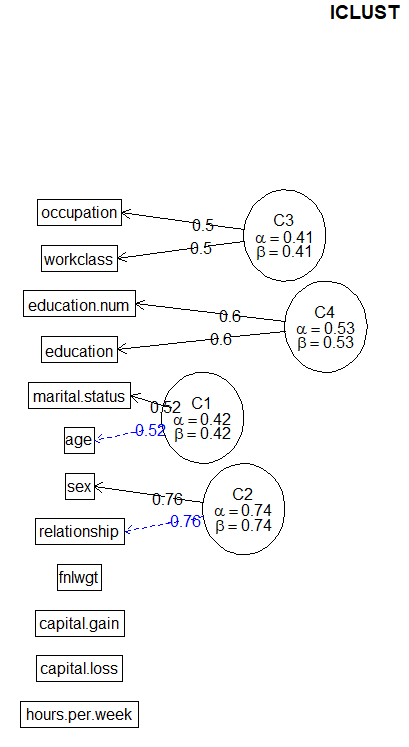 ICLUST
occupation
workclass
education.num
education
marital.status
age
sex
relationship
fnlwgt
capital.gain
capital.loss
hours.per.week
0.5
0.5
0.6
0.6
0.52
-0.52
0.76
-0.76
C3
α = 0.41
β = 0.41
C4
α = 0.53
β = 0.53
C1
α = 0.42
β = 0.42
C2
α = 0.74
β = 0.74